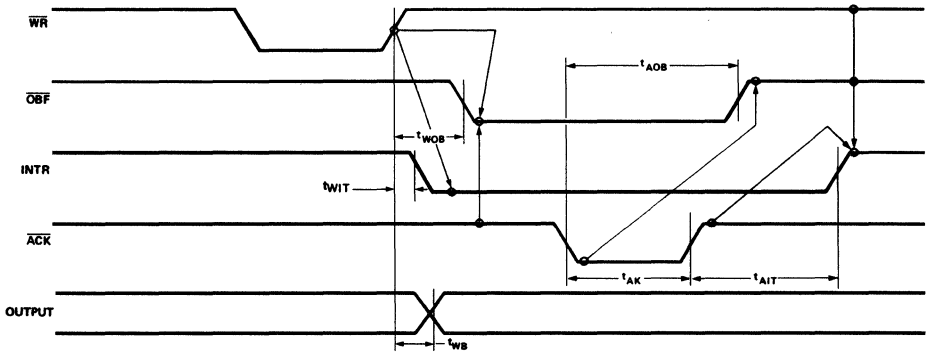 WR
tAOB
OBF
tWOB
INTR
tWIT
ACK
tAK
tAIT
OUTPUT
tWB